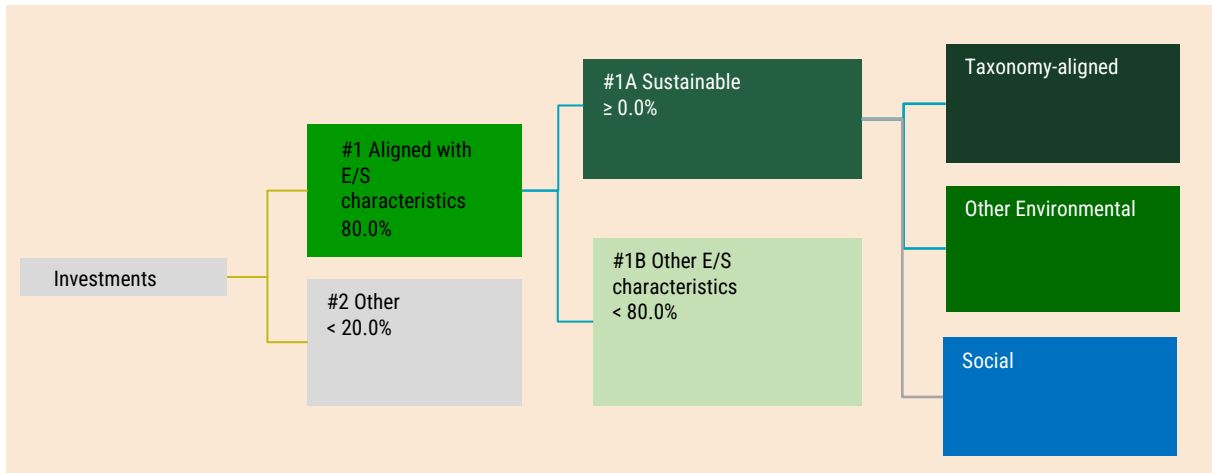 Investments
#1 Aligned with
E/S
characteristics
80.0%
#2 Other
< 20.0%
#1A Sustainable
≥ 0.0%
#1B Other E/S
characteristics
< 80.0%
Taxonomy-aligned
Other Environmental
Social